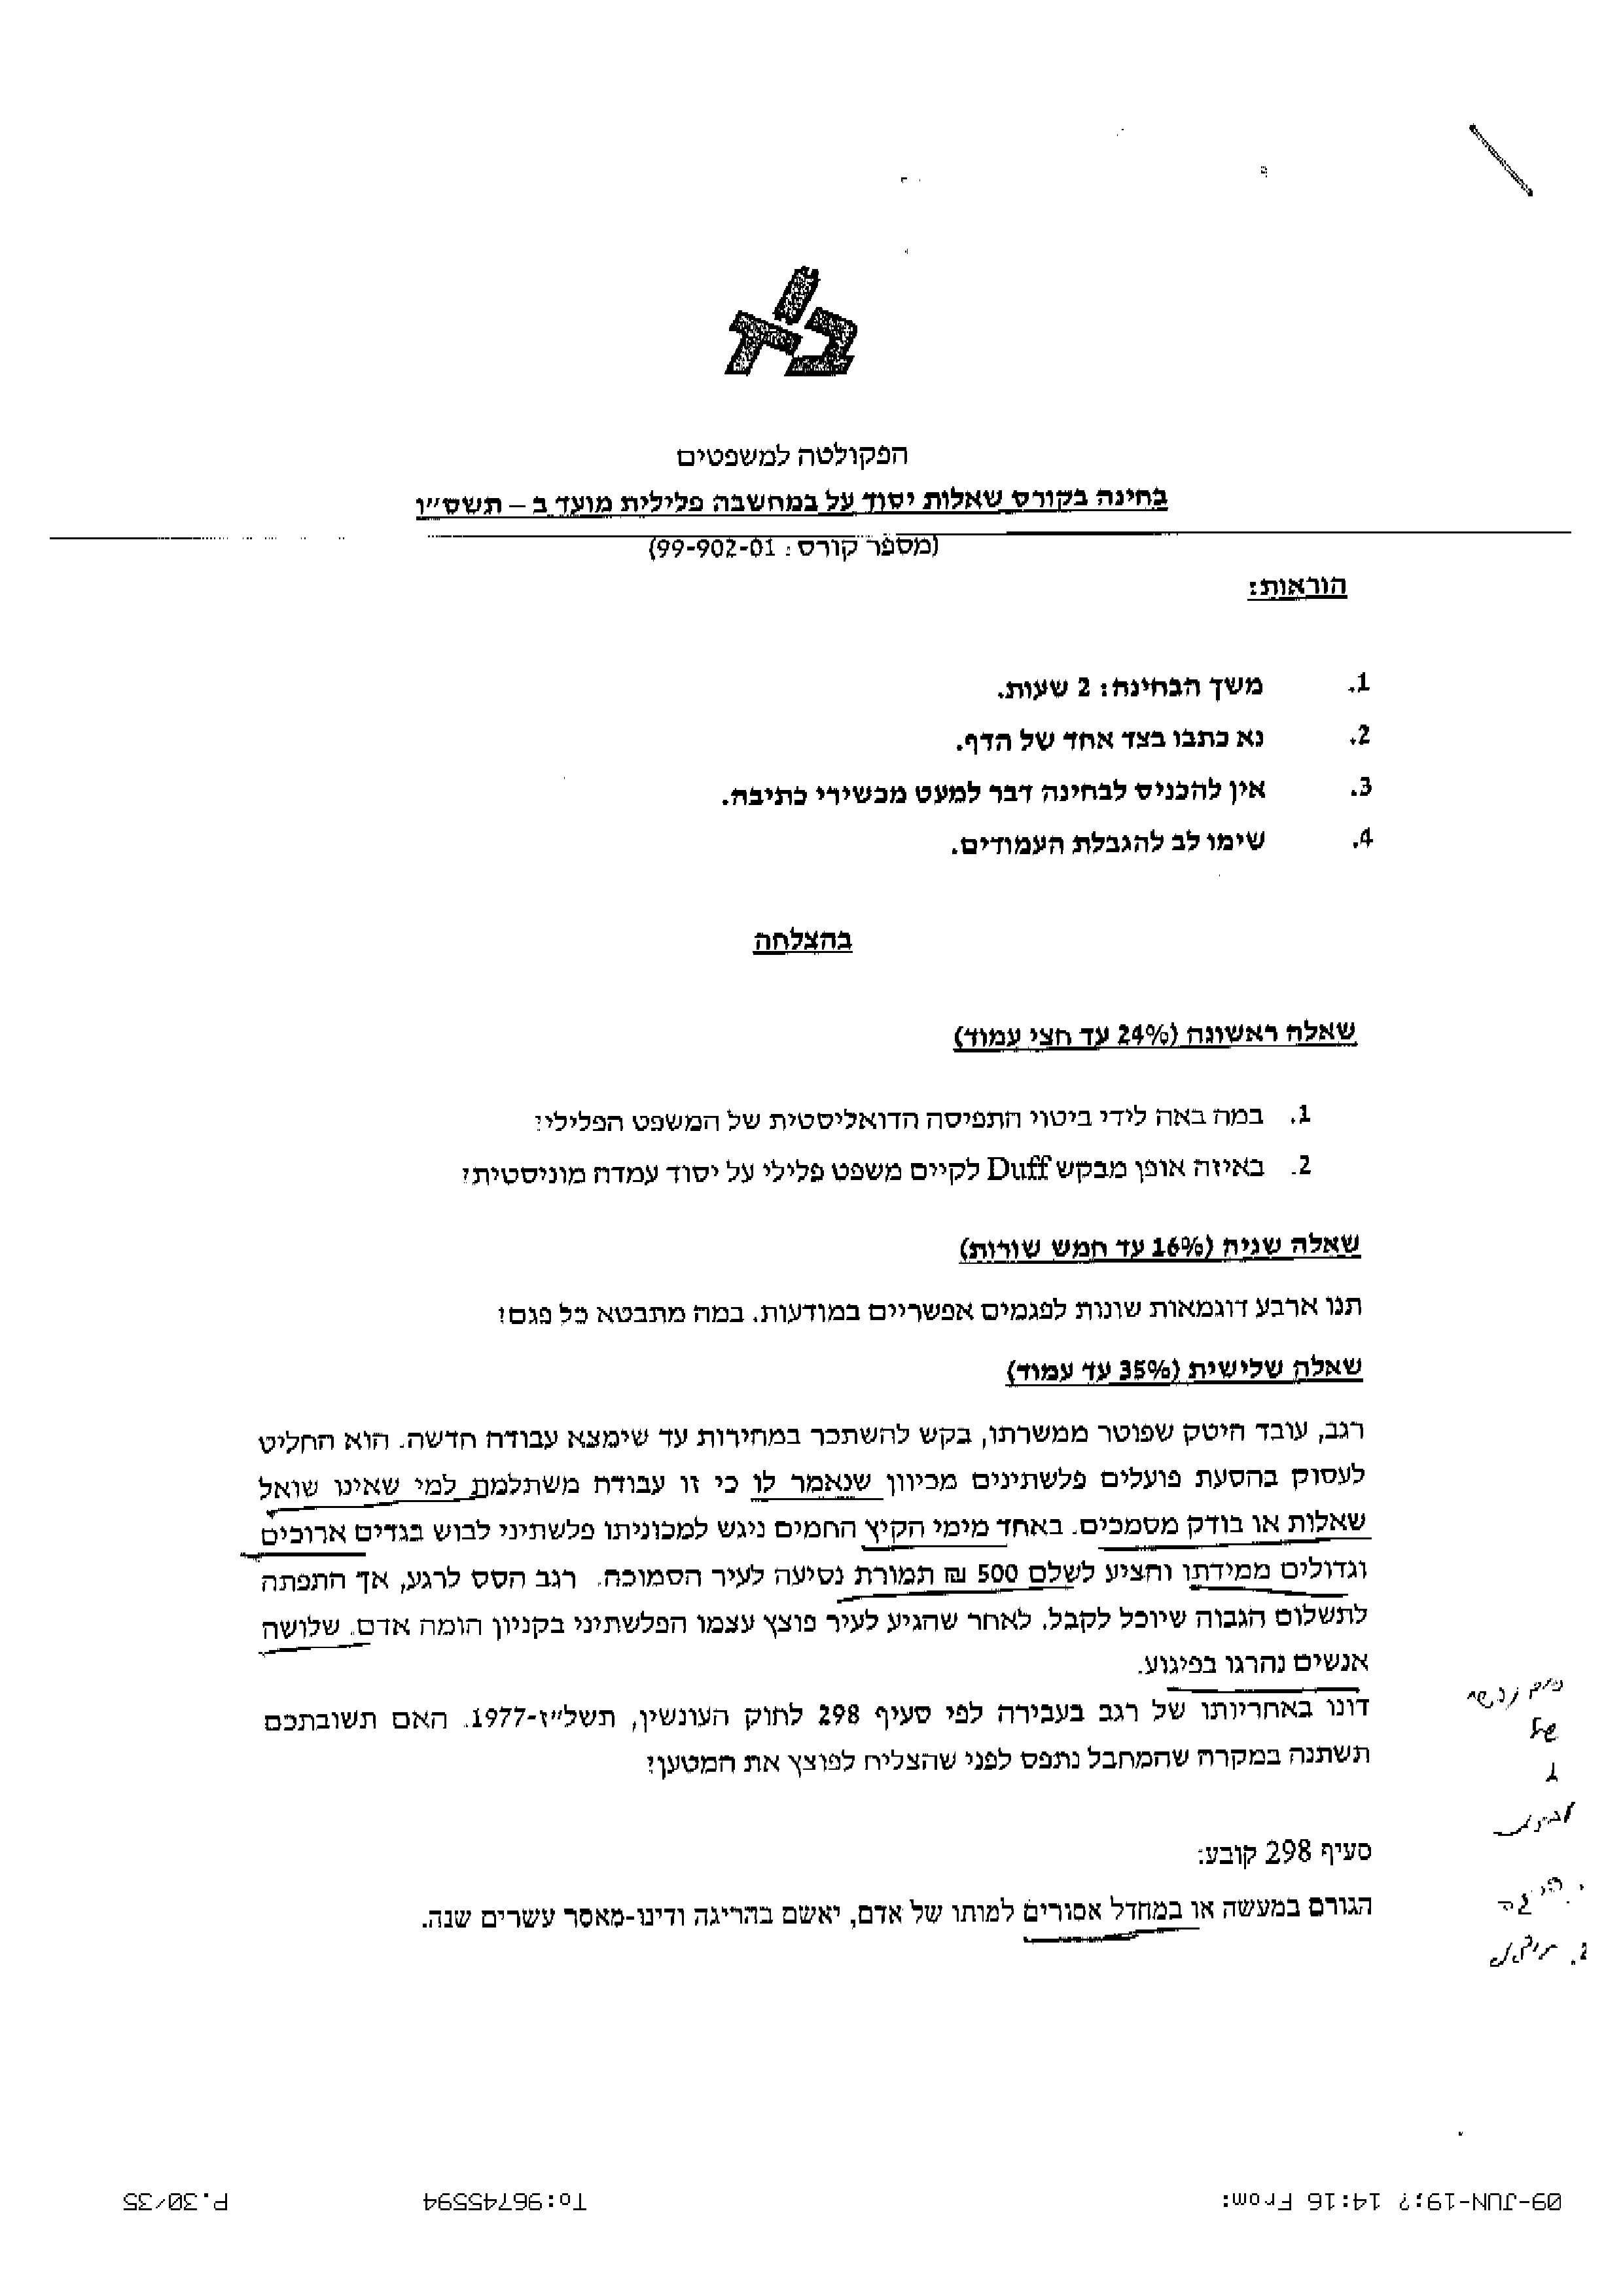 הפקולטה למשפטים
בחינה בקורס שאלות יסוד על במחשבה פלילית מועד ב – תשס״ו
(מספר קורס: 99-902-01)
הוראות:
1. משך הבחינה: 2 שעות.
2. נא כתבו בצד אחד של הדף.
3. אין להכניס לבחינה דבר למעט מכשירי כתיבה.
4. שימו לב להגבלת העמודים.
בהצלחה
שאלה ראשונה (24% עד חצי עמוד)
1. במה באה לידי ביטוי התפיסה הדואליסטית של המשפט הפלילי?
2. באיזה אופן מבקש Duff לקיים משפט פלילי על יסוד עמדה מוניסטית?
שאלה שניה (16% עד חמש שורות)
תנו ארבע דוגמאות שונות לפגמים אפשריים במודעות. במה מתבטא כל פגם?
שאלה שלישית (35% עד עמוד)
רגב, עובד היטק שפוטר ממשרתו, בקש להשתכר במהירות עד שימצא עבודה חדשה. הוא החליט
לעסוק בהסעת פועלים פלשתינים מכיוון שנאמר לו כי זו עבודה משתלמת למי שאינו שואל
שאלות או בודק מסמכים. באחד מימי הקיץ החמים ניגש למכוניתו פלשתיני לבוש בגדים ארוכים
וגדולים ממידתו והציע לשלם 500 ₪ תמורת נסיעה לעיר הסמוכה. רגב הסס לרגע, אך התפתה
לתשלום הגבוה שיוכל לקבל. לאחר שהגיע לעיר פוצץ עצמו הפלשתיני בקניון הומה אדם. שלושה
אנשים נהרגו בפיגוע.
דונו באחריותו של רגב בעבירה לפי סעיף 298 לחוק העונשין, תשל״ז-1977. האם תשובתכם
תשתנה במקרה שהמחבל נתפס לפני שהצליח לפוצץ את המטען?
סעיף 298 קובע:
הגורם במעשה או במחדל אסורים למותו של אדם, יאשם בהריגה ודינו-מאסר עשרים שנה.
09-JUN-19;? 14:16 From: To:96745594 P.30/35